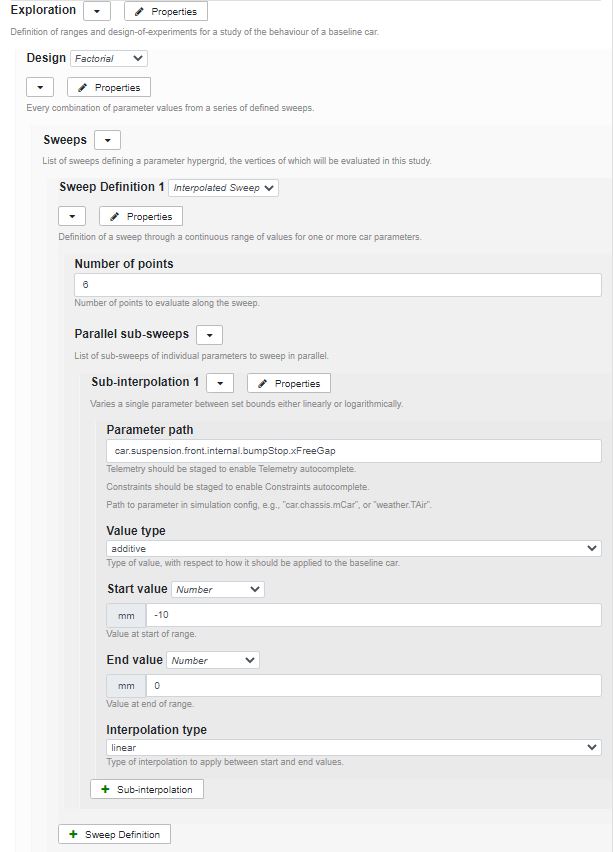 Exploration Properties
Definition of ranges and design-of-experiments for a study of the behaviour of a baseline car.
Design Factorial
Properties
Every combination of parameter values from a series of defined sweeps.
Sweeps
List of sweeps defining a parameter hypergrid, the vertices of which will be evaluated in this study.
Sweep Definition 1 Interpolated Sweep
Properties
Definition of a sweep through a continuous range of values for one or more car parameters.
Number of points
6
Number of points to evaluate along the sweep.
Parallel sub-sweeps
List of sub-sweeps of individual parameters to sweep in parallel.
Sub-interpolation 1 Properties
Varies a single parameter between set bounds either linearly or logarithmically.
Parameter path
car.suspension.front.internal.bumpStop.xFreeGap
Telemetry should be staged to enable Telemetry autocomplete.
Constraints should be staged to enable Constraints autocomplete.
Path to parameter in simulation config, e.g., "car.chassis.mCar", or "weather.TAir".
Value type
additive
Type of value, with respect to how it should be applied to the baseline car.
Start value Number
mm -10
Value at start of range.
End value Number
mm 0
Value at end of range.
Interpolation type
linear
Type of interpolation to apply between start and end values.
+ Sub-interpolation
+ Sweep Definition